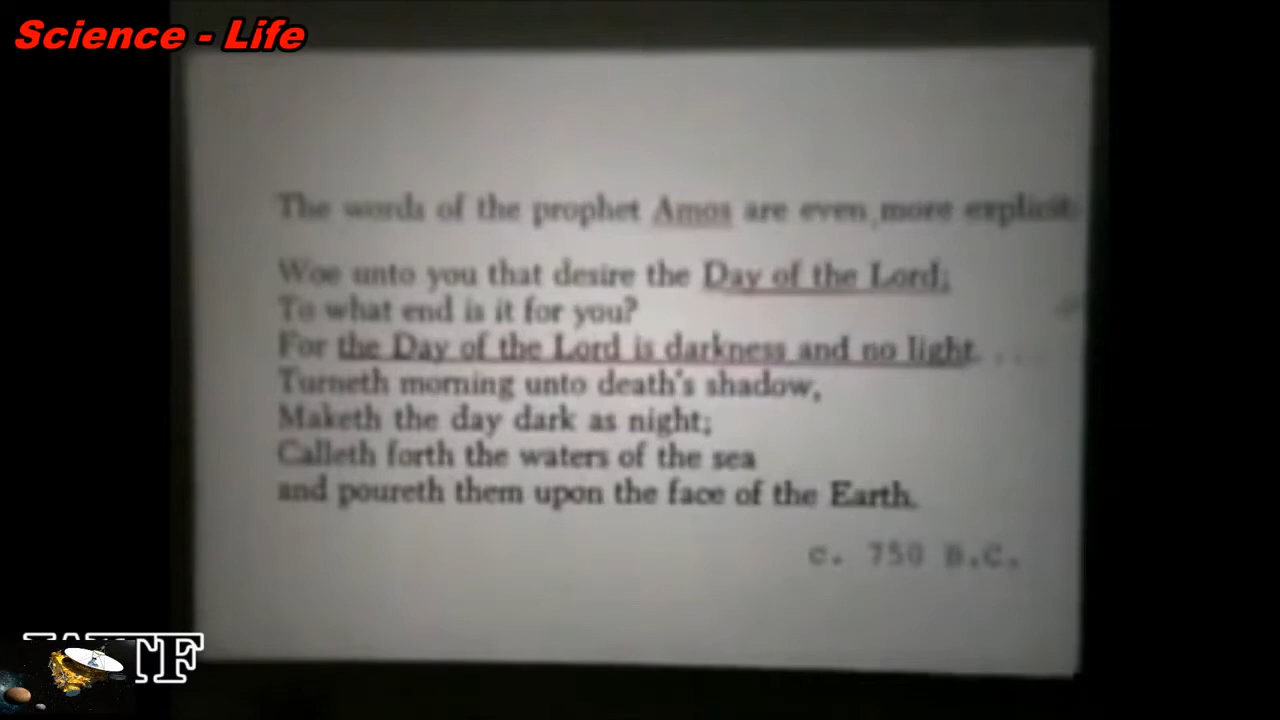 Science - Life
The words of the prophet Amos are even more explicit
Woe unto you that desire the Day of the Lord;
To what end is it for you?
For the Day of the Lord is darkness and no light. . . .
Turneth morning unto death's shadow,
Maketh the day dark as night;
Calleth forth the waters of the sea
and poureth them upon the face of the Earth.
c. 750 B.C.